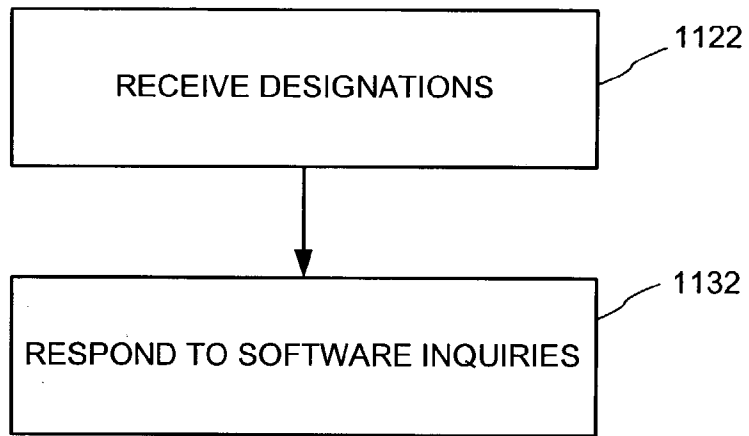 1122
RECEIVE DESIGNATIONS
1132
RESPOND TO SOFTWARE INQUIRIES